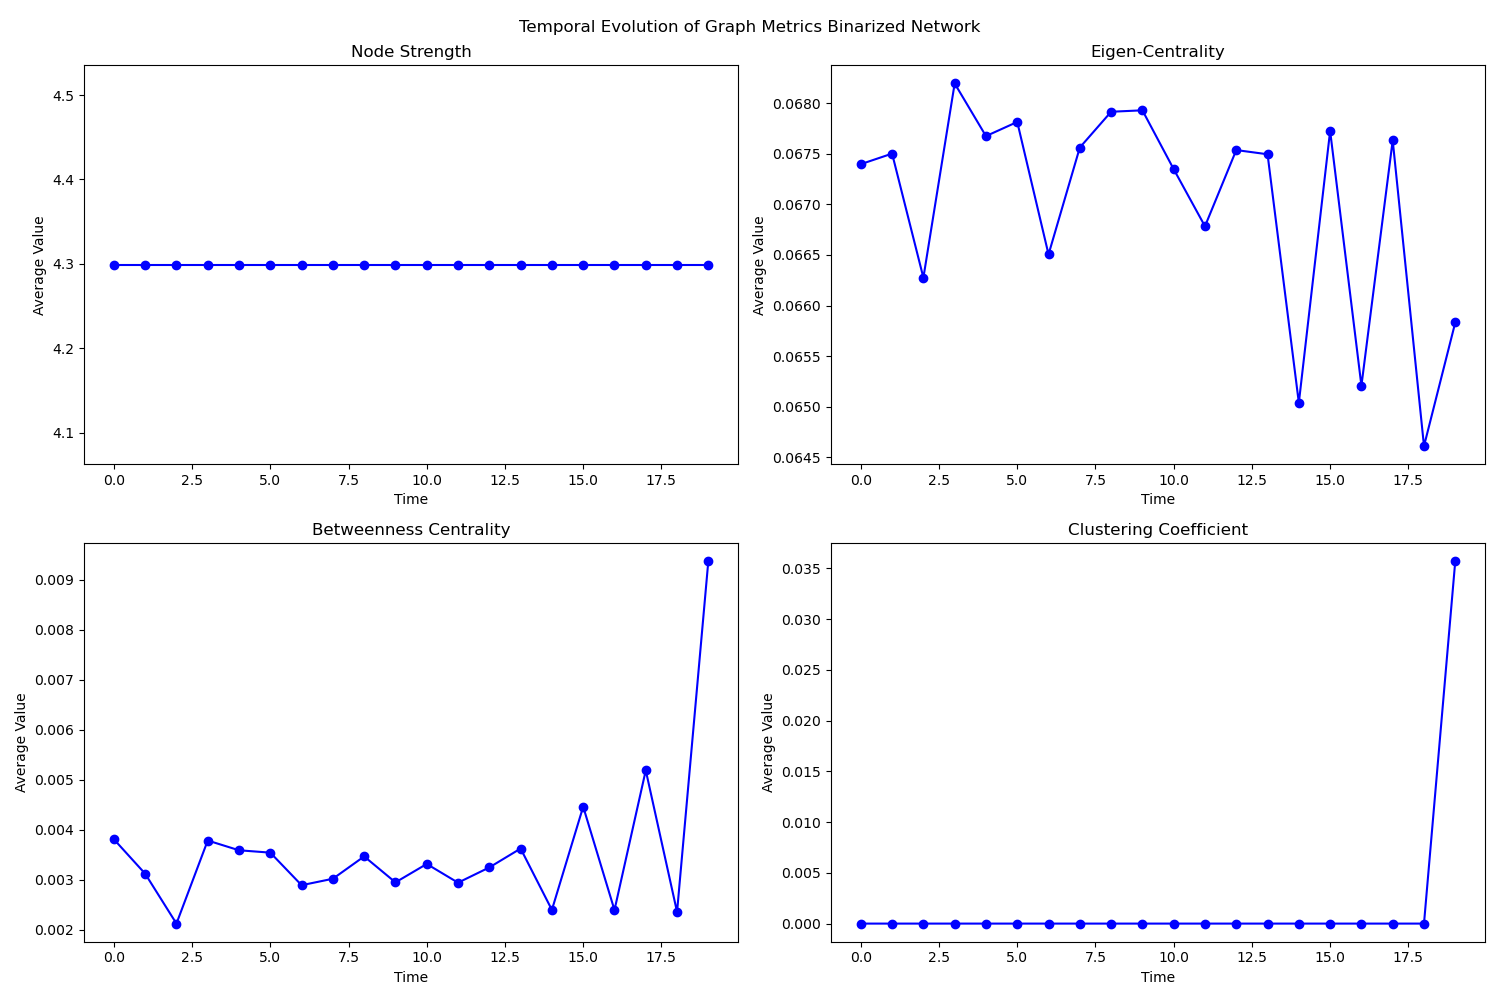 Temporal Evolution of Graph Metrics Binarized Network
Node Strength
4.5
4.4
4.3
4.2
4.1
Average Value
0.0 2.5 5.0 7.5 10.0 12.5 15.0 17.5
Time
Eigen-Centrality
0.0680
0.0675
0.0670
0.0665
0.0660
0.0655
0.0650
0.0645
Average Value
0.0 2.5 5.0 7.5 10.0 12.5 15.0 17.5
Time
Betweenness Centrality
0.009
0.008
0.007
0.006
0.005
0.004
0.003
0.002
Average Value
0.0 2.5 5.0 7.5 10.0 12.5 15.0 17.5
Time
Clustering Coefficient
0.035
0.030
0.025
0.020
0.015
0.010
0.005
0.000
Average Value
0.0 2.5 5.0 7.5 10.0 12.5 15.0 17.5
Time